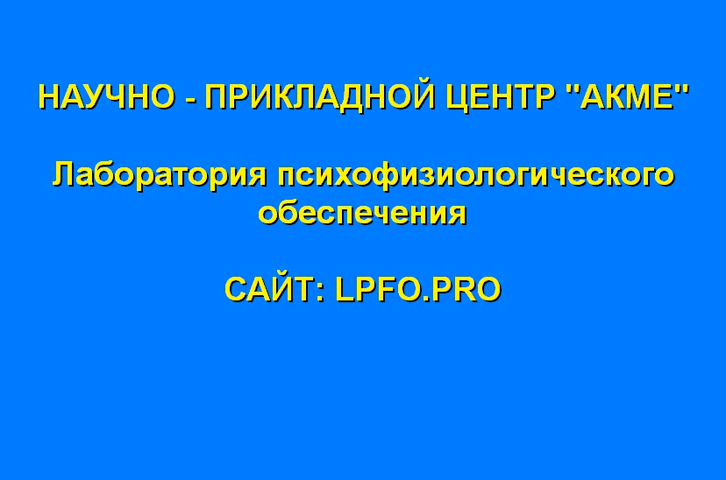 НАУЧНО - ПРИКЛАДНОЙ ЦЕНТР "АКМЕ"
Лаборатория психофизиологического
обеспечения
САЙТ: LPFO.PRO